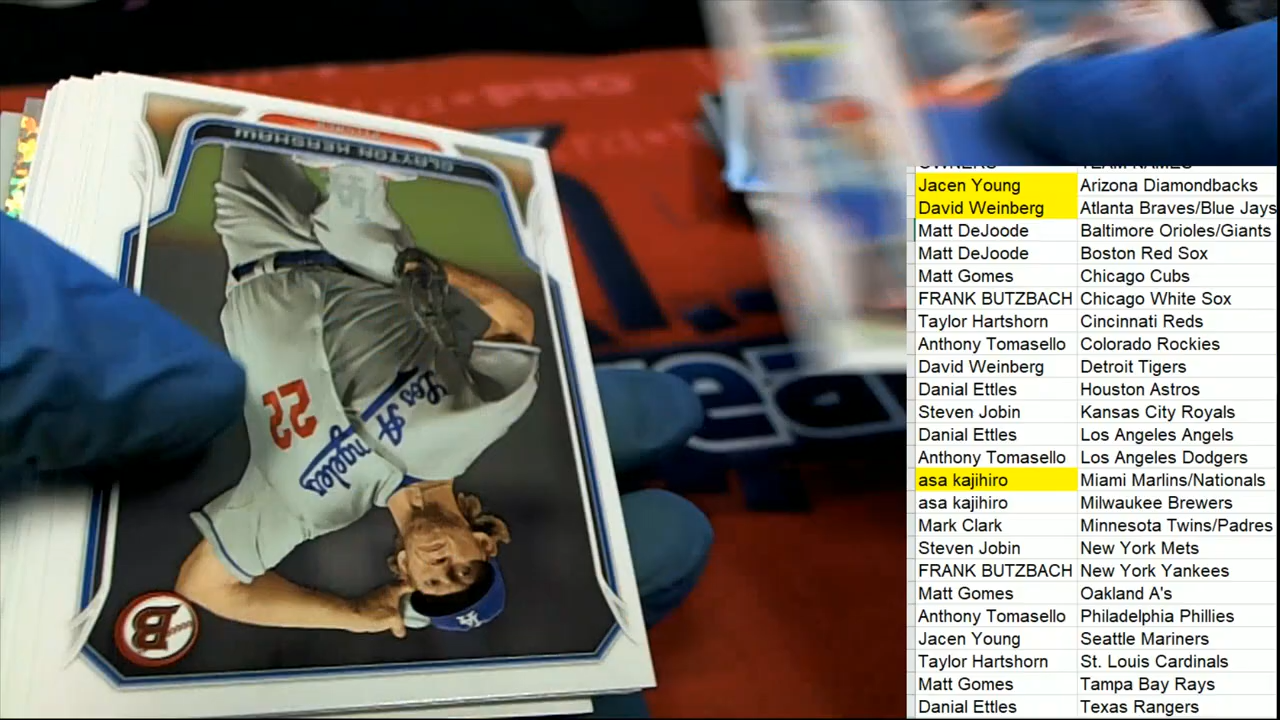 CLAYTON KERSHAW
Los Angeles
22
B
OWNERS TEAM NAMES
Jacen Young Arizona Diamondbacks
David Weinberg Atlanta Braves/Blue Jays
Matt DeJoode Baltimore Orioles/Giants
Matt DeJoode Boston Red Sox
Matt Gomes Chicago Cubs
FRANK BUTZBACH Chicago White Sox
Taylor Hartshorn Cincinnati Reds
Anthony Tomasello Colorado Rockies
David Weinberg Detroit Tigers
Danial Ettles Houston Astros
Steven Jobin Kansas City Royals
Danial Ettles Los Angeles Angels
Anthony Tomasello Los Angeles Dodgers
asa kajihiro Miami Marlins/Nationals
asa kajihiro Milwaukee Brewers
Mark Clark Minnesota Twins/Padres
Steven Jobin New York Mets
FRANK BUTZBACH New York Yankees
Matt Gomes Oakland A's
Anthony Tomasello Philadelphia Phillies
Jacen Young Seattle Mariners
Taylor Hartshorn St. Louis Cardinals
Matt Gomes Tampa Bay Rays
Danial Ettles Texas Rangers